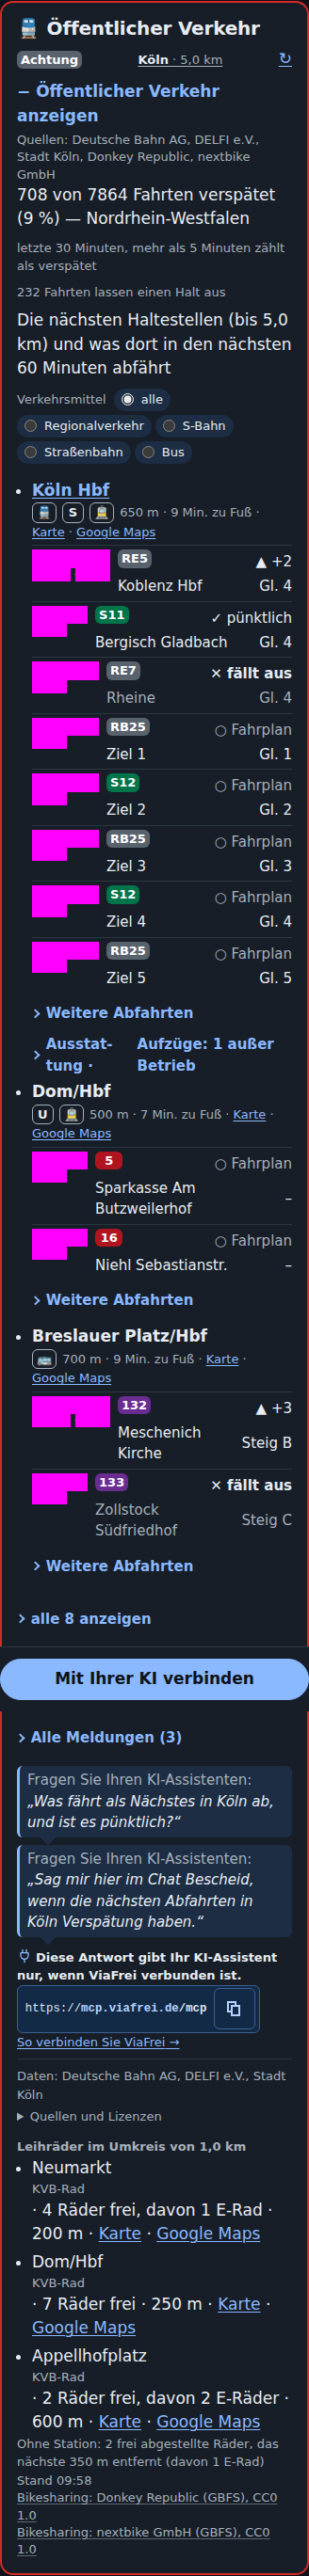 🚆 Öffentlicher Verkehr
Achtung Köln · 5,0 km ↻
− Öffentlicher Verkehr
anzeigen
Quellen: Deutsche Bahn AG, DELFI e.V.,
Stadt Köln, Donkey Republic, nextbike
GmbH
708 von 7864 Fahrten verspätet
(9 %) — Nordrhein-Westfalen
letzte 30 Minuten, mehr als 5 Minuten zählt
als verspätet
232 Fahrten lassen einen Halt aus
Die nächsten Haltestellen (bis 5,0
km) und was dort in den nächsten
60 Minuten abfährt
Verkehrsmittel alle
Regionalverkehr S-Bahn
Straßenbahn Bus
Köln Hbf
🚆 S 🚊 650 m · 9 Min. zu Fuß ·
Karte · Google Maps
RE5 ▲ +2
Koblenz Hbf Gl. 4
S11 ✓ pünktlich
Bergisch Gladbach Gl. 4
RE7 ✕ fällt aus
Rheine Gl. 4
RB25 ○ Fahrplan
Ziel 1 Gl. 1
S12 ○ Fahrplan
Ziel 2 Gl. 2
RB25 ○ Fahrplan
Ziel 3 Gl. 3
S12 ○ Fahrplan
Ziel 4 Gl. 4
RB25 ○ Fahrplan
Ziel 5 Gl. 5
Weitere Abfahrten
Ausstat- Aufzüge: 1 außer
tung · Betrieb
Dom/Hbf
U 🚊 500 m · 7 Min. zu Fuß · Karte ·
Google Maps
5 ○ Fahrplan
Sparkasse Am
Butzweilerhof –
16 ○ Fahrplan
Niehl Sebastianstr. –
Weitere Abfahrten
Breslauer Platz/Hbf
🚌 700 m · 9 Min. zu Fuß · Karte ·
Google Maps
132 ▲ +3
Meschenich
Kirche Steig B
133 ✕ fällt aus
Zollstock
Südfriedhof Steig C
Weitere Abfahrten
alle 8 anzeigen
Mit Ihrer KI verbinden
Alle Meldungen (3)
Fragen Sie Ihren KI-Assistenten:
„Was fährt als Nächstes in Köln ab,
und ist es pünktlich?“
Fragen Sie Ihren KI-Assistenten:
„Sag mir hier im Chat Bescheid,
wenn die nächsten Abfahrten in
Köln Verspätung haben.“
Diese Antwort gibt Ihr KI-Assistent
nur, wenn ViaFrei verbunden ist.
https://mcp.viafrei.de/mcp
So verbinden Sie ViaFrei →
Daten: Deutsche Bahn AG, DELFI e.V., Stadt
Köln
▶ Quellen und Lizenzen
Leihräder im Umkreis von 1,0 km
Neumarkt
KVB-Rad
· 4 Räder frei, davon 1 E-Rad ·
200 m · Karte · Google Maps
Dom/Hbf
KVB-Rad
· 7 Räder frei · 250 m · Karte ·
Google Maps
Appellhofplatz
KVB-Rad
· 2 Räder frei, davon 2 E-Räder ·
600 m · Karte · Google Maps
Ohne Station: 2 frei abgestellte Räder, das
nächste 350 m entfernt (davon 1 E-Rad)
Stand 09:58
Bikesharing: Donkey Republic (GBFS), CC0
1.0
Bikesharing: nextbike GmbH (GBFS), CC0
1.0